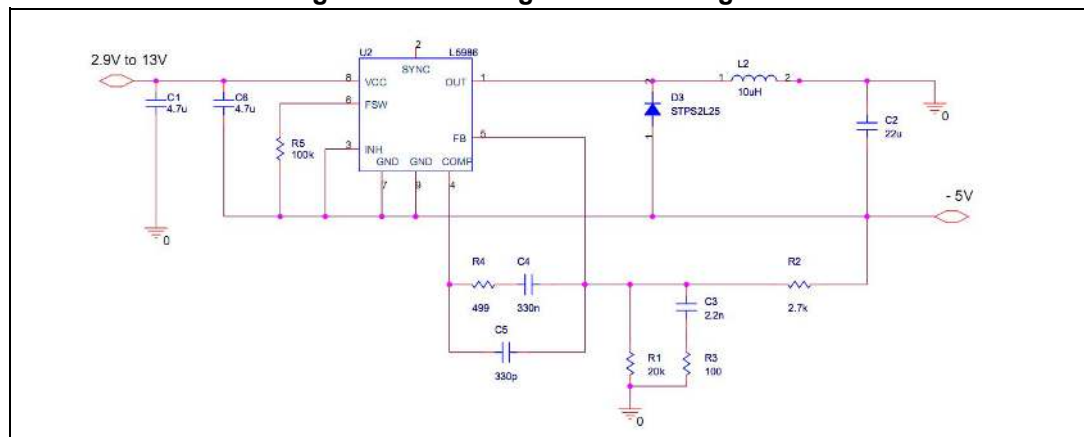 2.9V to 13V
U2
L5986
2
SYNC
8
VCC
OUT
1
6
FSW
FB
5
3
INH
GND
GND
COMP
7
9
4
C1
4.7u
C6
4.7u
R5
100k
0
2
D3
STPS2L25
1
1
L2
2
10uH
0
C2
22u
- 5V
R4
499
C4
330n
C5
330p
R1
20k
C3
2.2n
R3
100
R2
2.7k
0